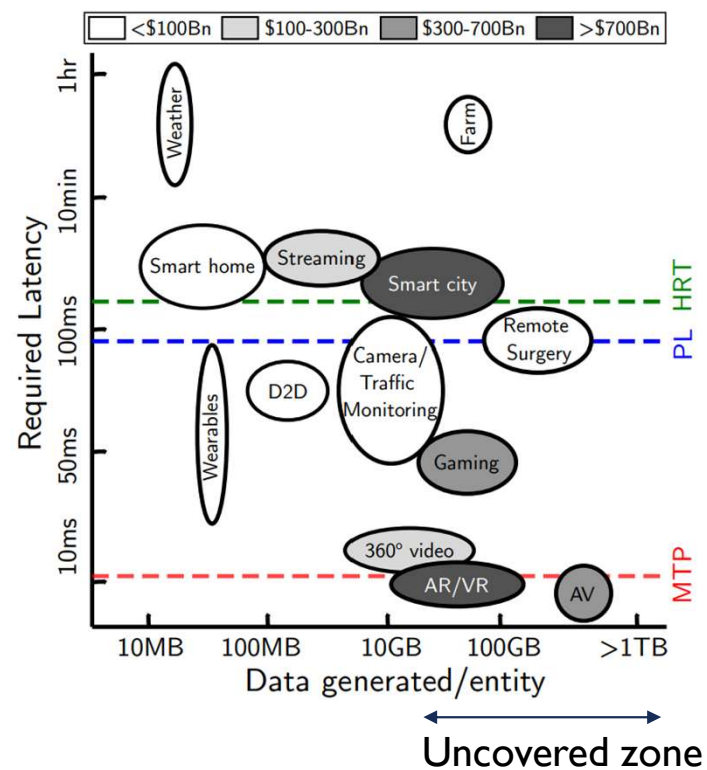 <$100Bn $100-300Bn $300-700Bn >$700Bn
Required Latency
1hr
10min
100ms
50ms
10ms
Weather
Farm
Smart home
Streaming
Smart city
HRT
PL
Remote
Surgery
Camera/
Traffic
Monitoring
D2D
Wearables
Gaming
360° video
AR/VR
AV
MTP
10MB 100MB 10GB 100GB >1TB
Data generated/entity
Uncovered zone